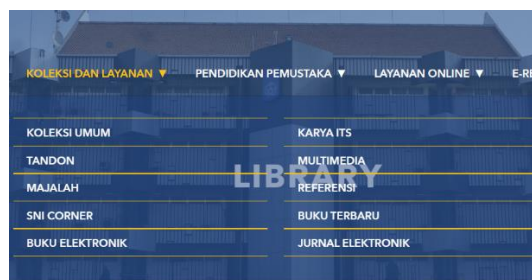 KOLEKSI DAN LAYANAN ▼ PENDIDIKAN PEMUSTAKA ▼ LAYANAN ONLINE ▼
KOLEKSI UMUM KARYA ITS
TANDON MULTIMEDIA
LIBRARY
MAJALAH REFERENSI
SNI CORNER BUKU TERBARU
BUKU ELEKTRONIK JURNAL ELEKTRONIK